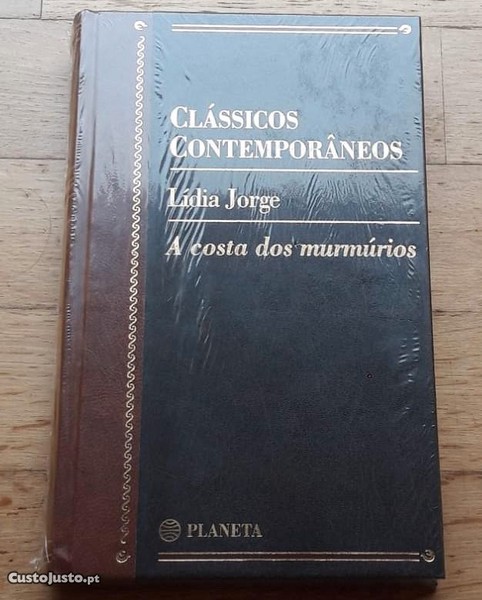 CLÁSSICOS
CONTEMPORÂNEOS
Lídia Jorge
A costa dos murmúrios
PLANETA
CustoJusto.pt